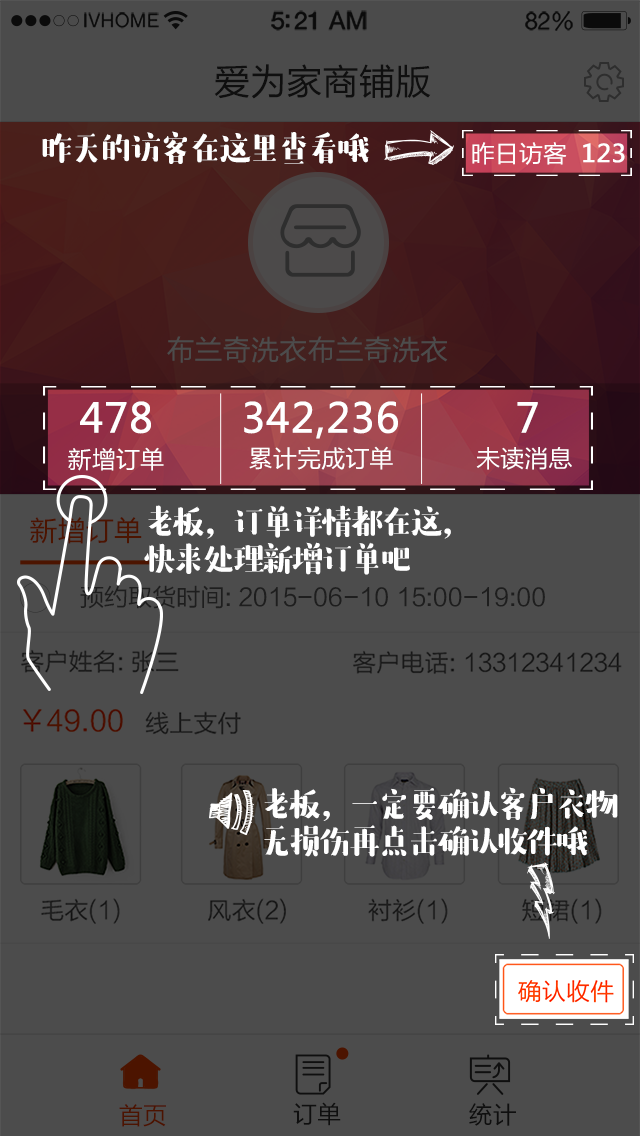 IVHOME 5:21 AM 82%
爱为家商铺版
昨天的访客在这里查看哦 昨日访客 123
布兰奇洗衣布兰奇洗衣
478 342,236 7
新增订单 累计完成订单 未读消息
新增订单
老板，订单详情都在这，
快来处理新增订单吧
预约取货时间: 2015-06-10 15:00-19:00
客户姓名: 张三 客户电话: 13312341234
￥49.00 线上支付
老板，一定要确认客户衣物
无损伤再点击确认收件哦
毛衣(1) 风衣(2) 衬衫(1) 短裙(1)
确认收件
首页 订单 统计